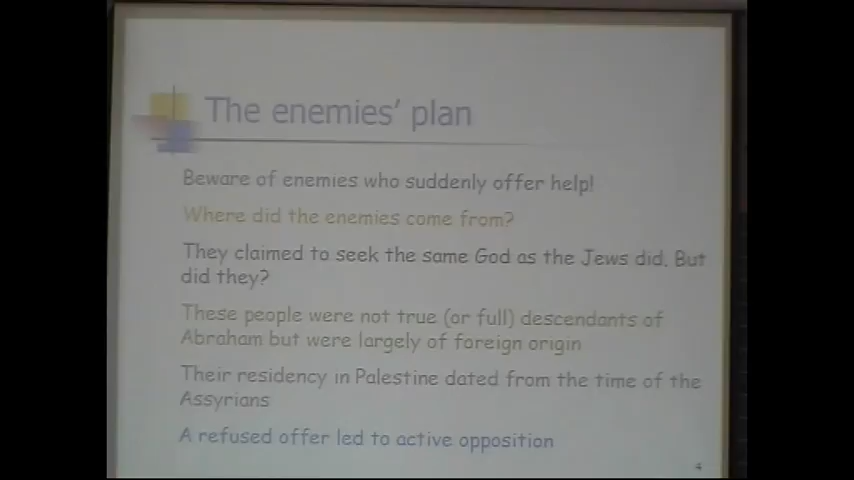 The enemies' plan
Beware of enemies who suddenly offer help!
Where did the enemies come from?
They claimed to seek the same God as the Jews did. But
did they?
These people were not true (or full) descendants of
Abraham but were largely of foreign origin
Their residency in Palestine dated from the time of the
Assyrians
A refused offer led to active opposition
4